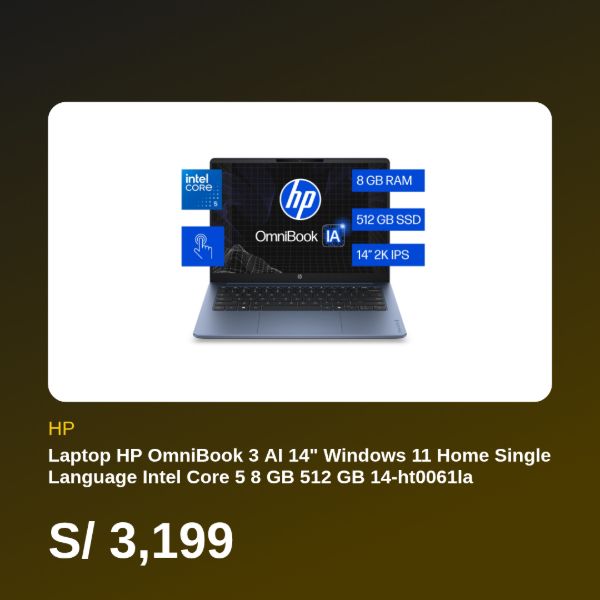 intel
CORE
5
hp
OmniBook IA
8 GB RAM
512 GB SSD
14" 2K IPS
HP
Laptop HP OmniBook 3 AI 14" Windows 11 Home Single
Language Intel Core 5 8 GB 512 GB 14-ht0061la
S/ 3,199